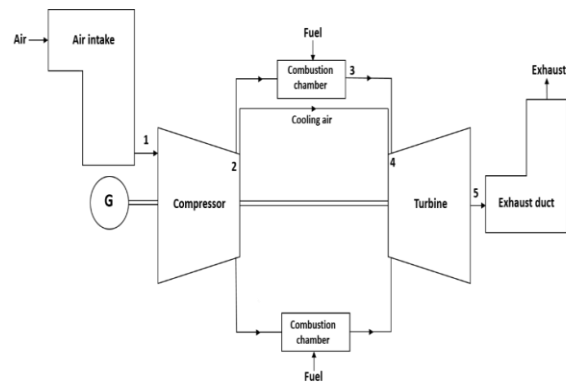 Fuel
Air
Air intake
Combustion
chamber
3
Exhaust
Cooling air
1
2
4
G
Compressor
Turbine
5
Exhaust duct
Combustion
chamber
Fuel